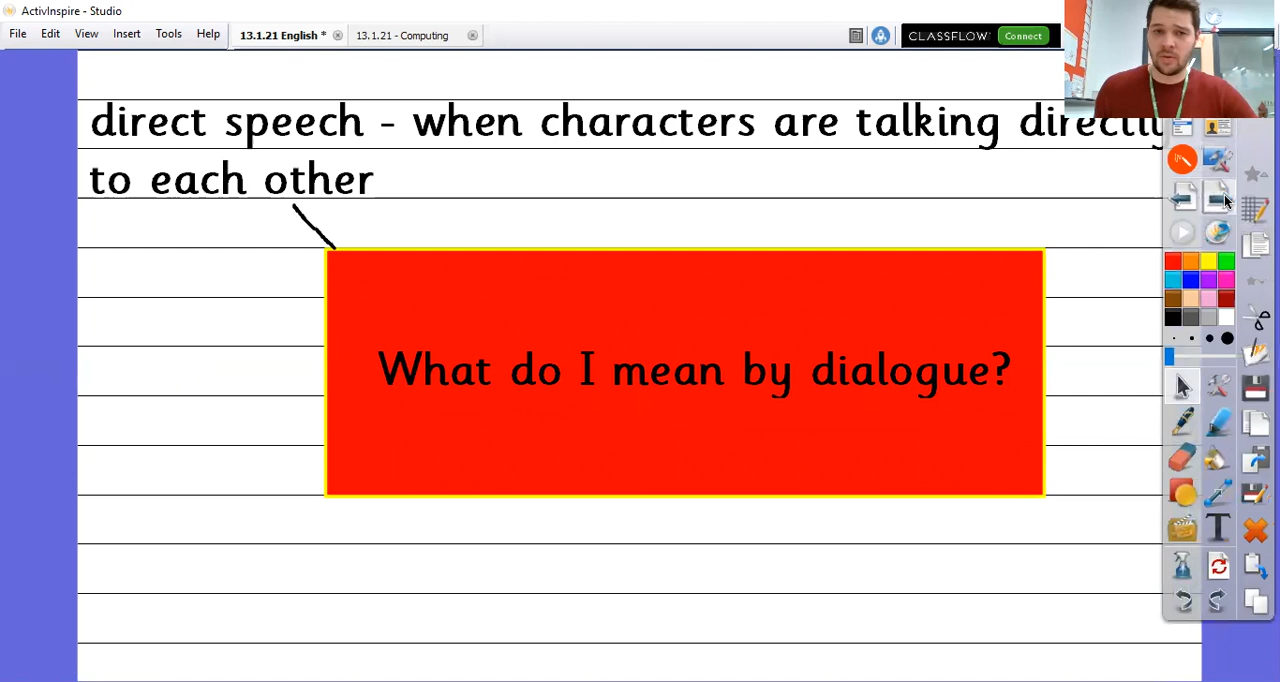 ActivInspire - Studio
File Edit View Insert Tools Help
13.1.21 English *
13.1.21 - Computing
CLASSFLOW Connect
direct speech - when characters are talking directly
to each other
What do I mean by dialogue?
T